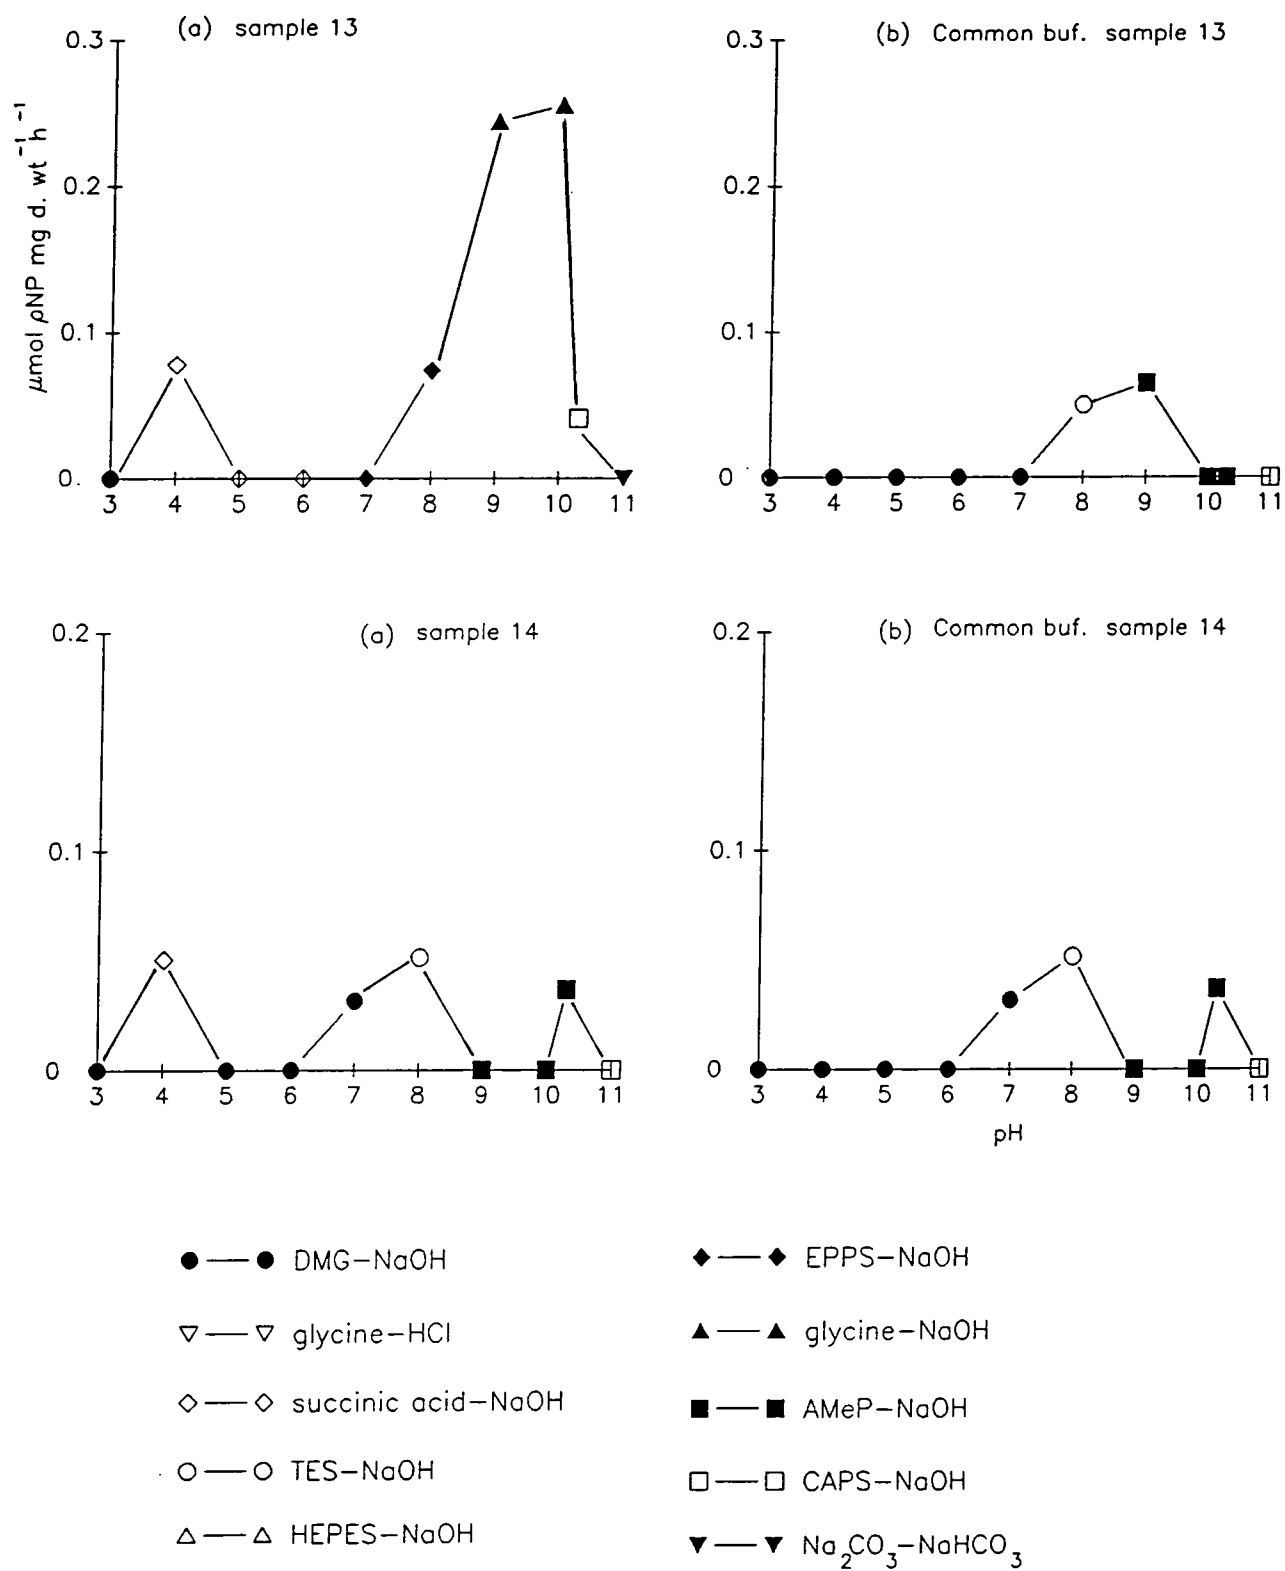 (a) sample 13
(b) Common buf. sample 13
0.3
0.2
0.1
0.
μmol ρNP mg d. wt⁻¹h⁻¹
3 4 5 6 7 8 9 10 11
0.3
0.2
0.1
0
3 4 5 6 7 8 9 10 11
(a) sample 14
(b) Common buf. sample 14
0.2
0.1
0
3 4 5 6 7 8 9 10 11
0.2
0.1
0
3 4 5 6 7 8 9 10 11
pH
DMG–NaOH
glycine–HCl
succinic acid–NaOH
TES–NaOH
HEPES–NaOH
EPPS–NaOH
glycine–NaOH
AMeP–NaOH
CAPS–NaOH
Na₂CO₃–NaHCO₃